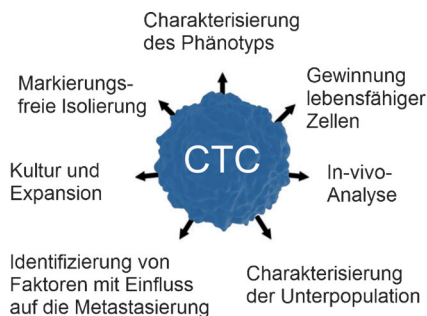 Charakterisierung
des Phänotyps
Markierungs-
freie Isolierung
Gewinnung
lebensfähiger
Zellen
CTC
Kultur und
Expansion
In-vivo-
Analyse
Identifizierung von
Faktoren mit Einfluss
auf die Metastasierung
Charakterisierung
der Unterpopulation